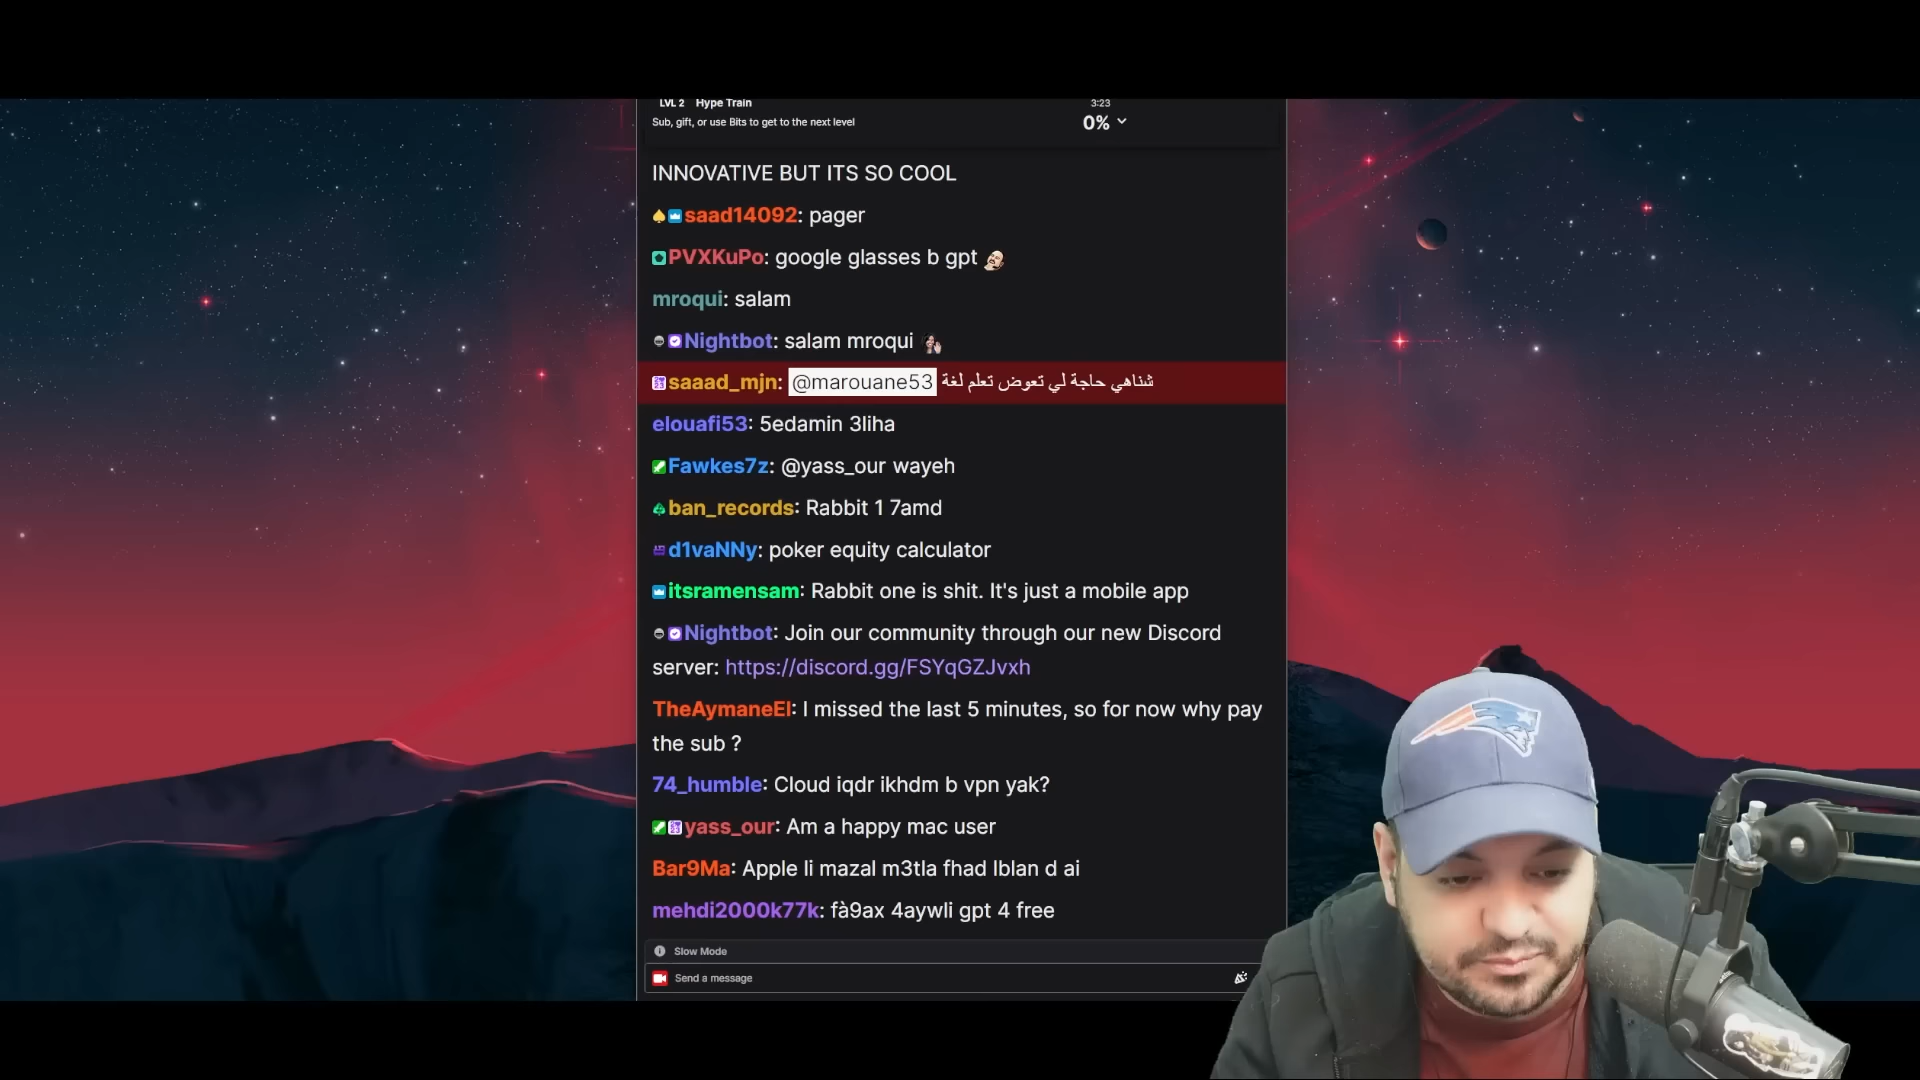 LVL 2 Hype Train 3:23
Sub, gift, or use Bits to get to the next level 0%
INNOVATIVE BUT ITS SO COOL
saad14092: pager
PVXKuPo: google glasses b gpt
mroqui: salam
Nightbot: salam mroqui
saaad_mjn: @marouane53 شناهي حاجة لي تعوض تعلم لغة
elouafi53: 5edamin 3liha
Fawkes7z: @yass_our wayeh
ban_records: Rabbit 1 7amd
d1vaNNy: poker equity calculator
itsramensam: Rabbit one is shit. It's just a mobile app
Nightbot: Join our community through our new Discord
server: https://discord.gg/FSYqGZJvxh
TheAymaneEl: I missed the last 5 minutes, so for now why pay
the sub ?
74_humble: Cloud iqdr ikhdm b vpn yak?
yass_our: Am a happy mac user
Bar9Ma: Apple li mazal m3tla fhad lblan d ai
mehdi2000k77k: fà9ax 4aywli gpt 4 free
Slow Mode
Send a message